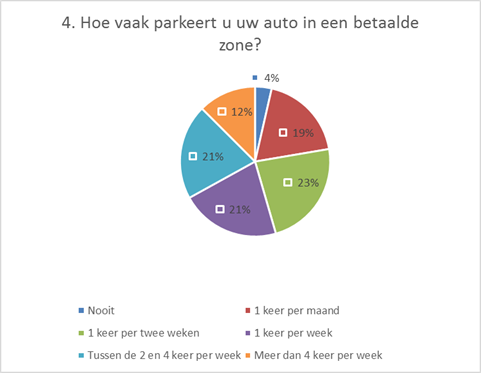 4. Hoe vaak parkeert u uw auto in een betaalde
zone?
4%
19%
23%
21%
21%
12%
Nooit
1 keer per maand
1 keer per twee weken
1 keer per week
Tussen de 2 en 4 keer per week
Meer dan 4 keer per week